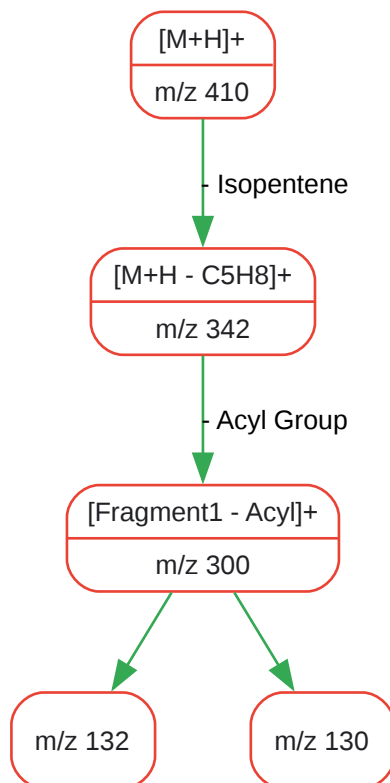 [M+H]+
m/z 410
- Isopentene
[M+H - C5H8]+
m/z 342
- Acyl Group
[Fragment1 - Acyl]+
m/z 300
m/z 132
m/z 130